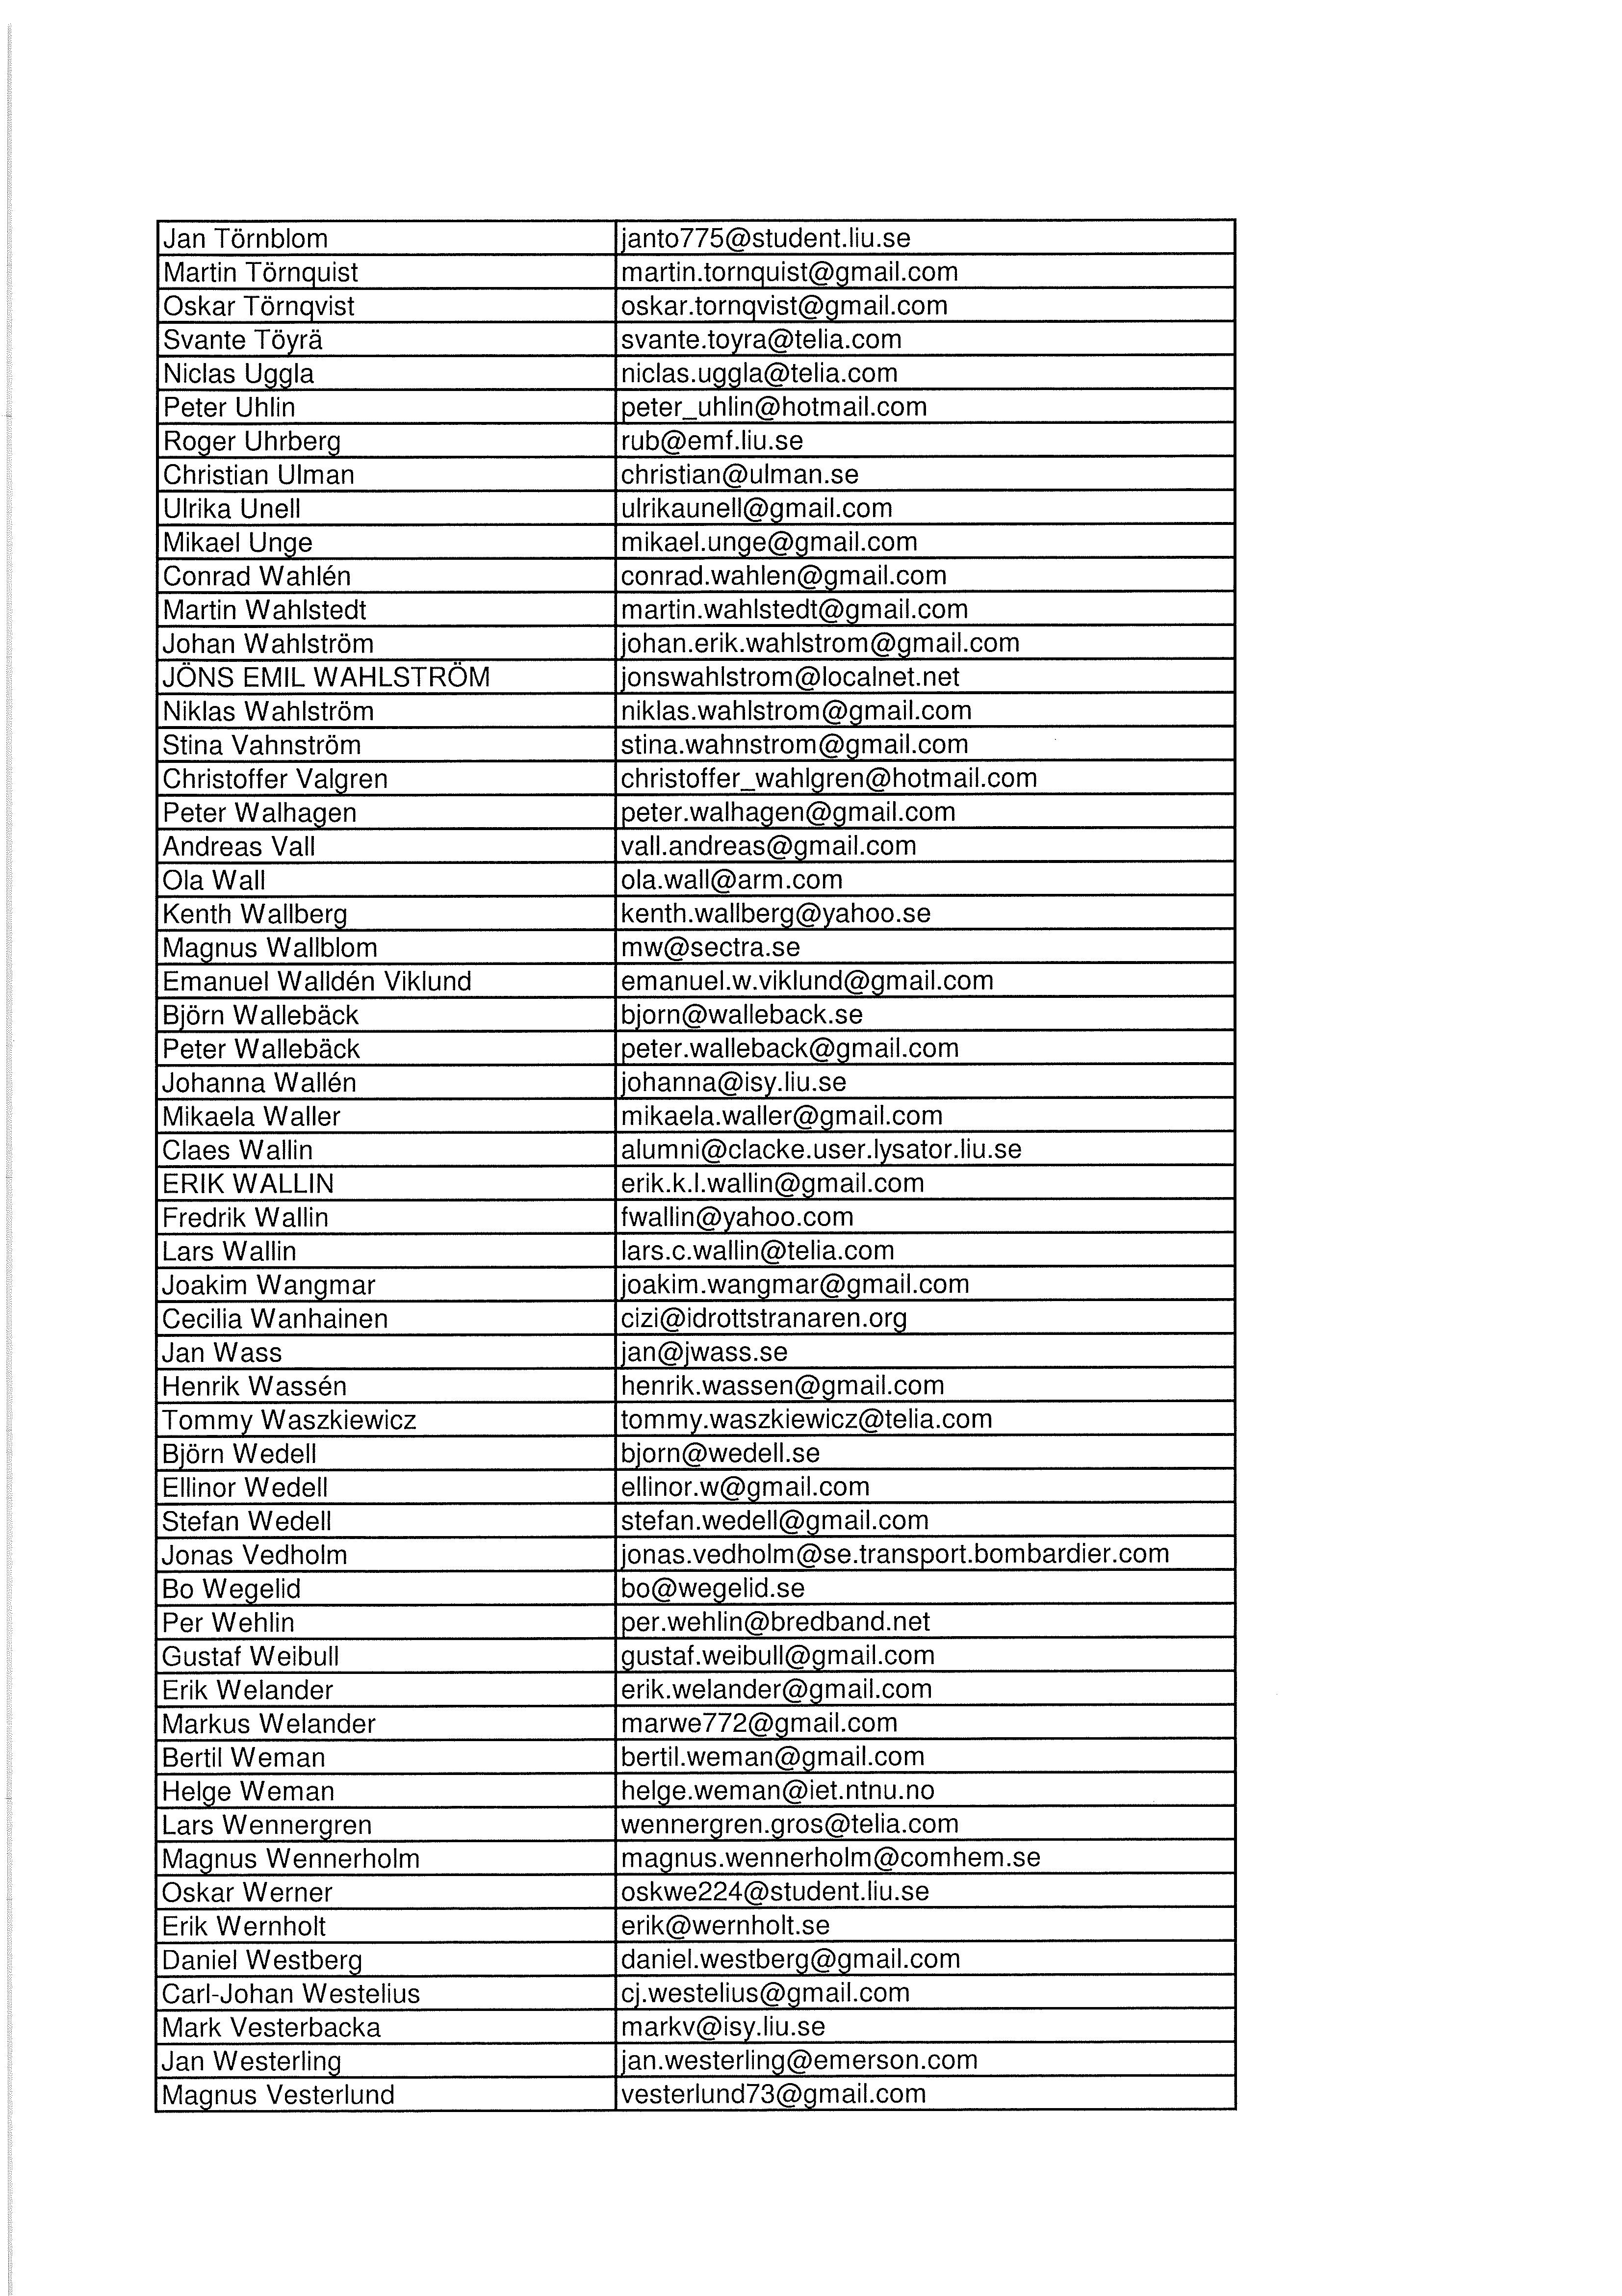 Jan Törnblom janto775@student.liu.se
Martin Törnquist martin.tornquist@gmail.com
Oskar Törnqvist oskar.tornqvist@gmail.com
Svante Töyrä svante.toyra@telia.com
Niclas Uggla niclas.uggla@telia.com
Peter Uhlin peter_uhlin@hotmail.com
Roger Uhrberg rub@emf.liu.se
Christian Ulman christian@ulman.se
Ulrika Unell ulrikaunell@gmail.com
Mikael Unge mikael.unge@gmail.com
Conrad Wahlén conrad.wahlen@gmail.com
Martin Wahlstedt martin.wahlstedt@gmail.com
Johan Wahlström johan.erik.wahlstrom@gmail.com
JÖNS EMIL WAHLSTRÖM jonswahlstrom@localnet.net
Niklas Wahlström niklas.wahlstrom@gmail.com
Stina Vahnström stina.wahnstrom@gmail.com
Christoffer Valgren christoffer_wahlgren@hotmail.com
Peter Walhagen peter.walhagen@gmail.com
Andreas Vall vall.andreas@gmail.com
Ola Wall ola.wall@arm.com
Kenth Wallberg kenth.wallberg@yahoo.se
Magnus Wallblom mw@sectra.se
Emanuel Walldén Viklund emanuel.w.viklund@gmail.com
Björn Wallebäck bjorn@walleback.se
Peter Wallebäck peter.walleback@gmail.com
Johanna Wallén johanna@isy.liu.se
Mikaela Waller mikaela.waller@gmail.com
Claes Wallin alumni@clacke.user.lysator.liu.se
ERIK WALLIN erik.k.l.wallin@gmail.com
Fredrik Wallin fwallin@yahoo.com
Lars Wallin lars.c.wallin@telia.com
Joakim Wangmar joakim.wangmar@gmail.com
Cecilia Wanhainen cizi@idrottstranaren.org
Jan Wass jan@jwass.se
Henrik Wassén henrik.wassen@gmail.com
Tommy Waszkiewicz tommy.waszkiewicz@telia.com
Björn Wedell bjorn@wedell.se
Ellinor Wedell ellinor.w@gmail.com
Stefan Wedell stefan.wedell@gmail.com
Jonas Vedholm jonas.vedholm@se.transport.bombardier.com
Bo Wegelid bo@wegelid.se
Per Wehlin per.wehlin@bredband.net
Gustaf Weibull gustaf.weibull@gmail.com
Erik Welander erik.welander@gmail.com
Markus Welander marwe772@gmail.com
Bertil Weman bertil.weman@gmail.com
Helge Weman helge.weman@iet.ntnu.no
Lars Wennergren wennergren.gros@telia.com
Magnus Wennerholm magnus.wennerholm@comhem.se
Oskar Werner oskwe224@student.liu.se
Erik Wernholt erik@wernholt.se
Daniel Westberg daniel.westberg@gmail.com
Carl-Johan Westelius cj.westelius@gmail.com
Mark Vesterbacka markv@isy.liu.se
Jan Westerling jan.westerling@emerson.com
Magnus Vesterlund vesterlund73@gmail.com